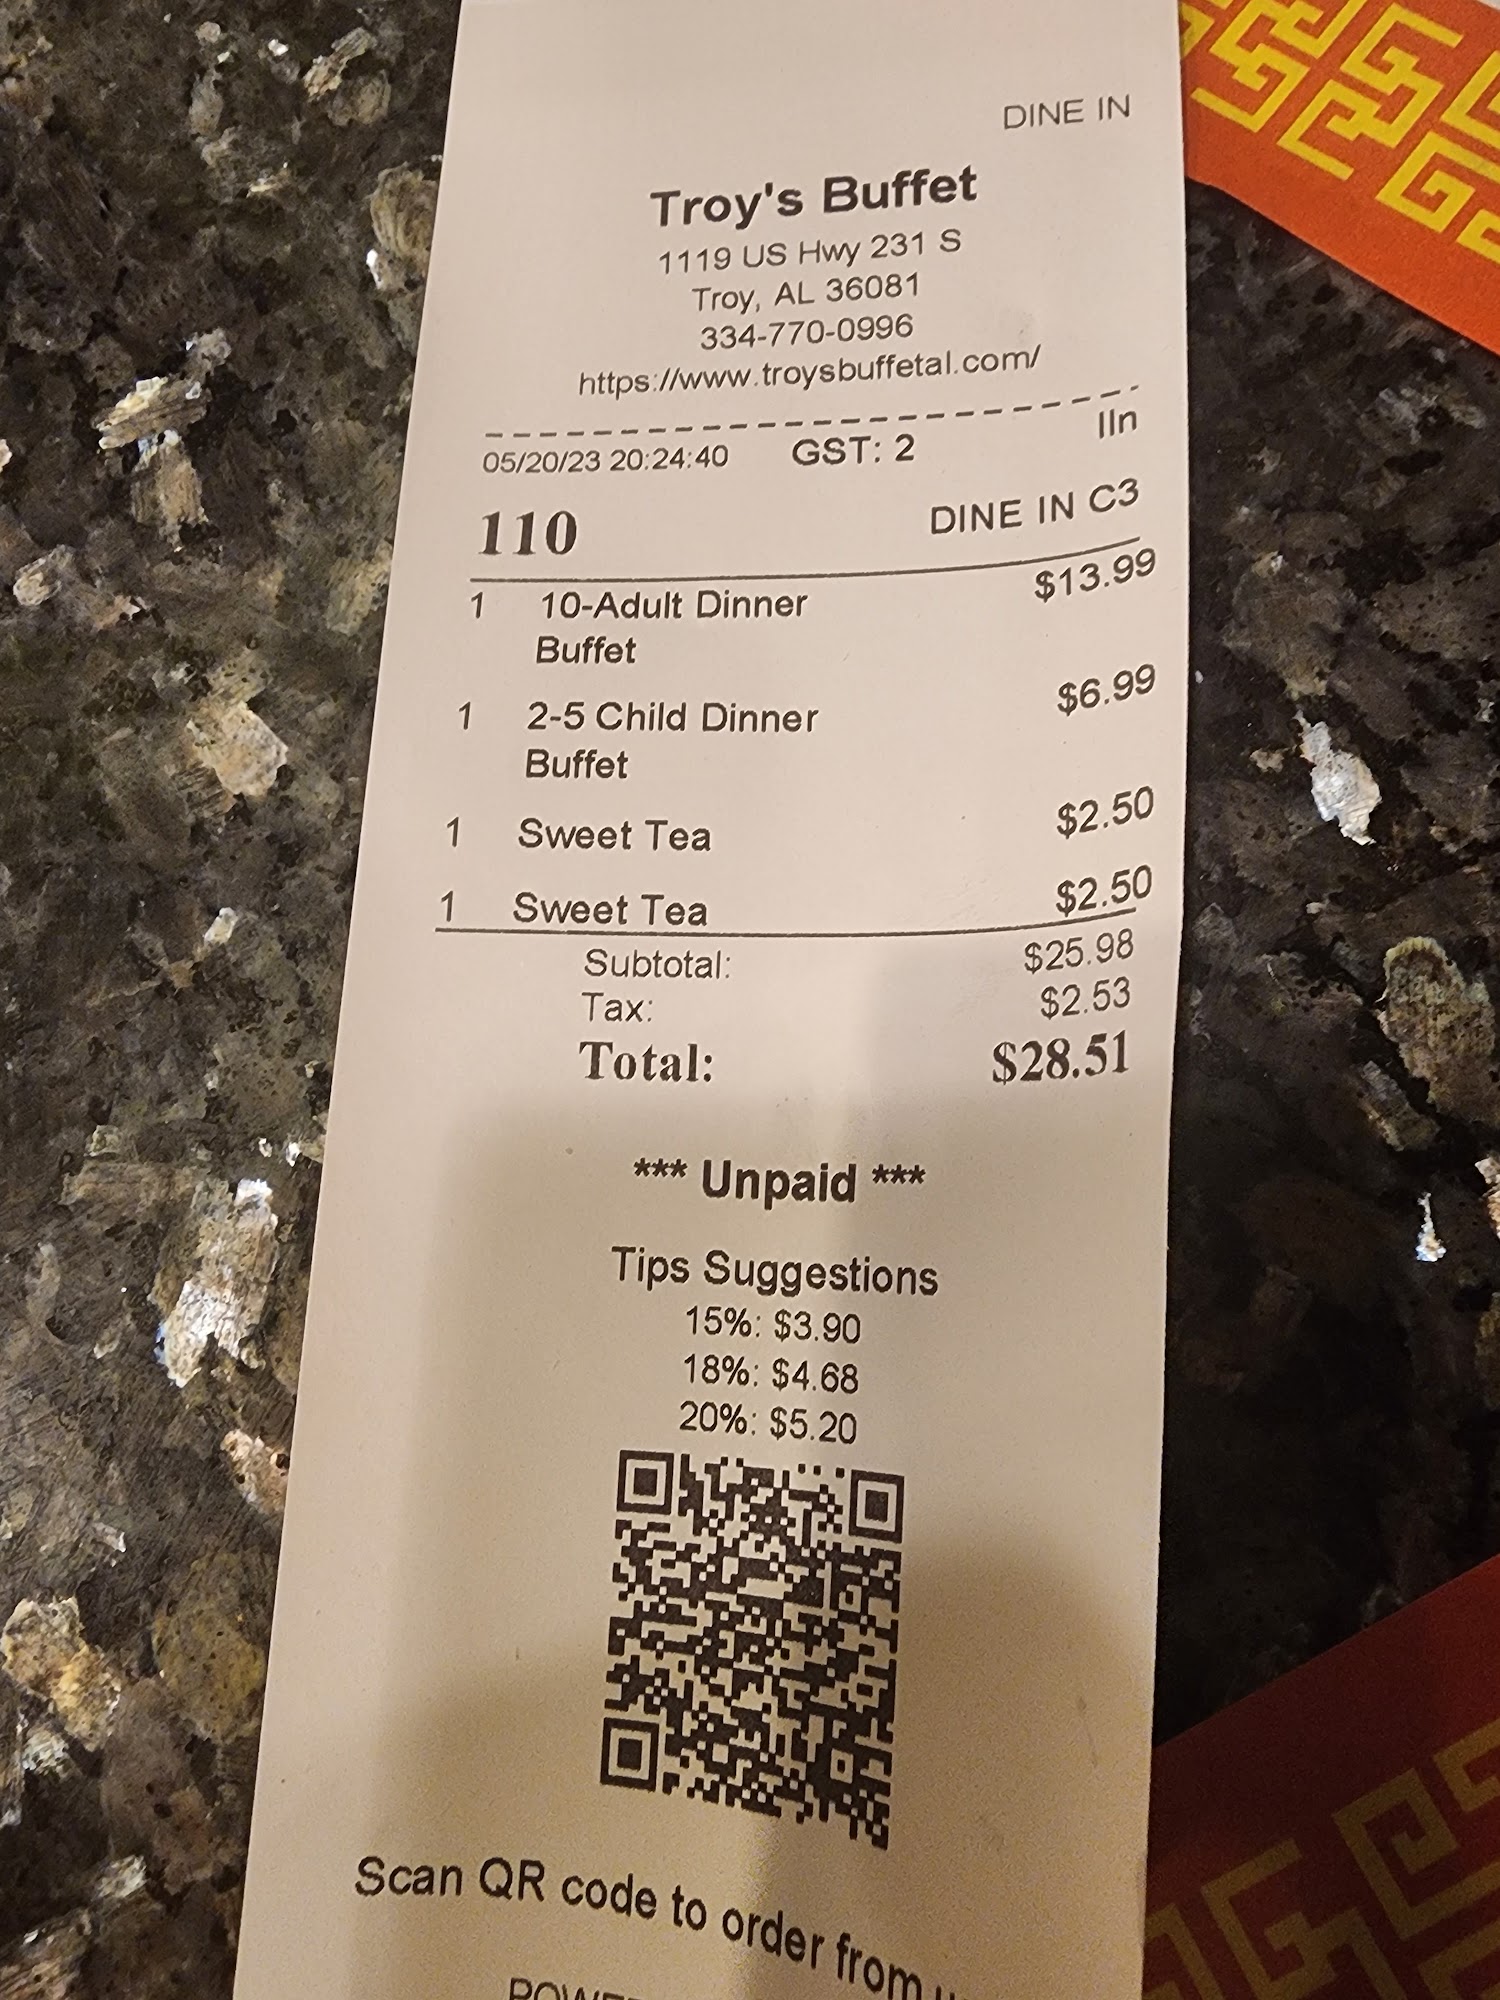 DINE IN
Troy's Buffet
1119 US Hwy 231 S
Troy, AL 36081
334-770-0996
https://www.troysbuffetal.com/
05/20/23 20:24:40 GST: 2 lln
110 DINE IN C3
1 10-Adult Dinner $13.99
Buffet
1 2-5 Child Dinner $6.99
Buffet
1 Sweet Tea $2.50
1 Sweet Tea $2.50
Subtotal: $25.98
Tax: $2.53
Total: $28.51
*** Unpaid ***
Tips Suggestions
15%: $3.90
18%: $4.68
20%: $5.20
Scan QR code to order from